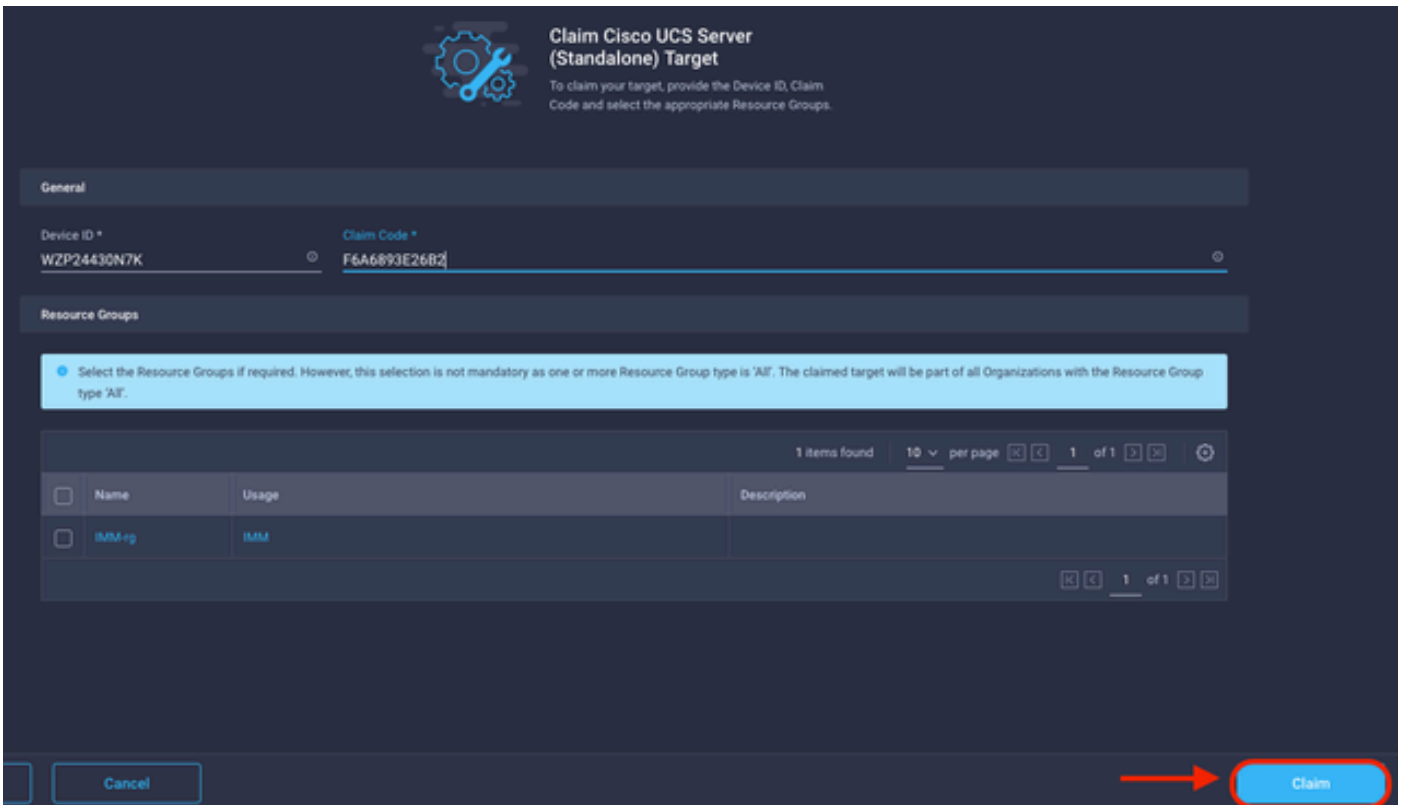 Claim Cisco UCS Server
(Standalone) Target
To claim your target, provide the Device ID, Claim
Code and select the appropriate Resource Groups.
General
Device ID *
Claim Code *
WZP24430N7K
F6A6893E26B2
Resource Groups
Select the Resource Groups if required. However, this selection is not mandatory as one or more Resource Group type is 'All'. The claimed target will be part of all Organizations with the Resource Group
type 'All'.
1 items found 10 per page 1 of 1
Name Usage Description
IMM-rg IMM
1 of 1
Cancel Claim